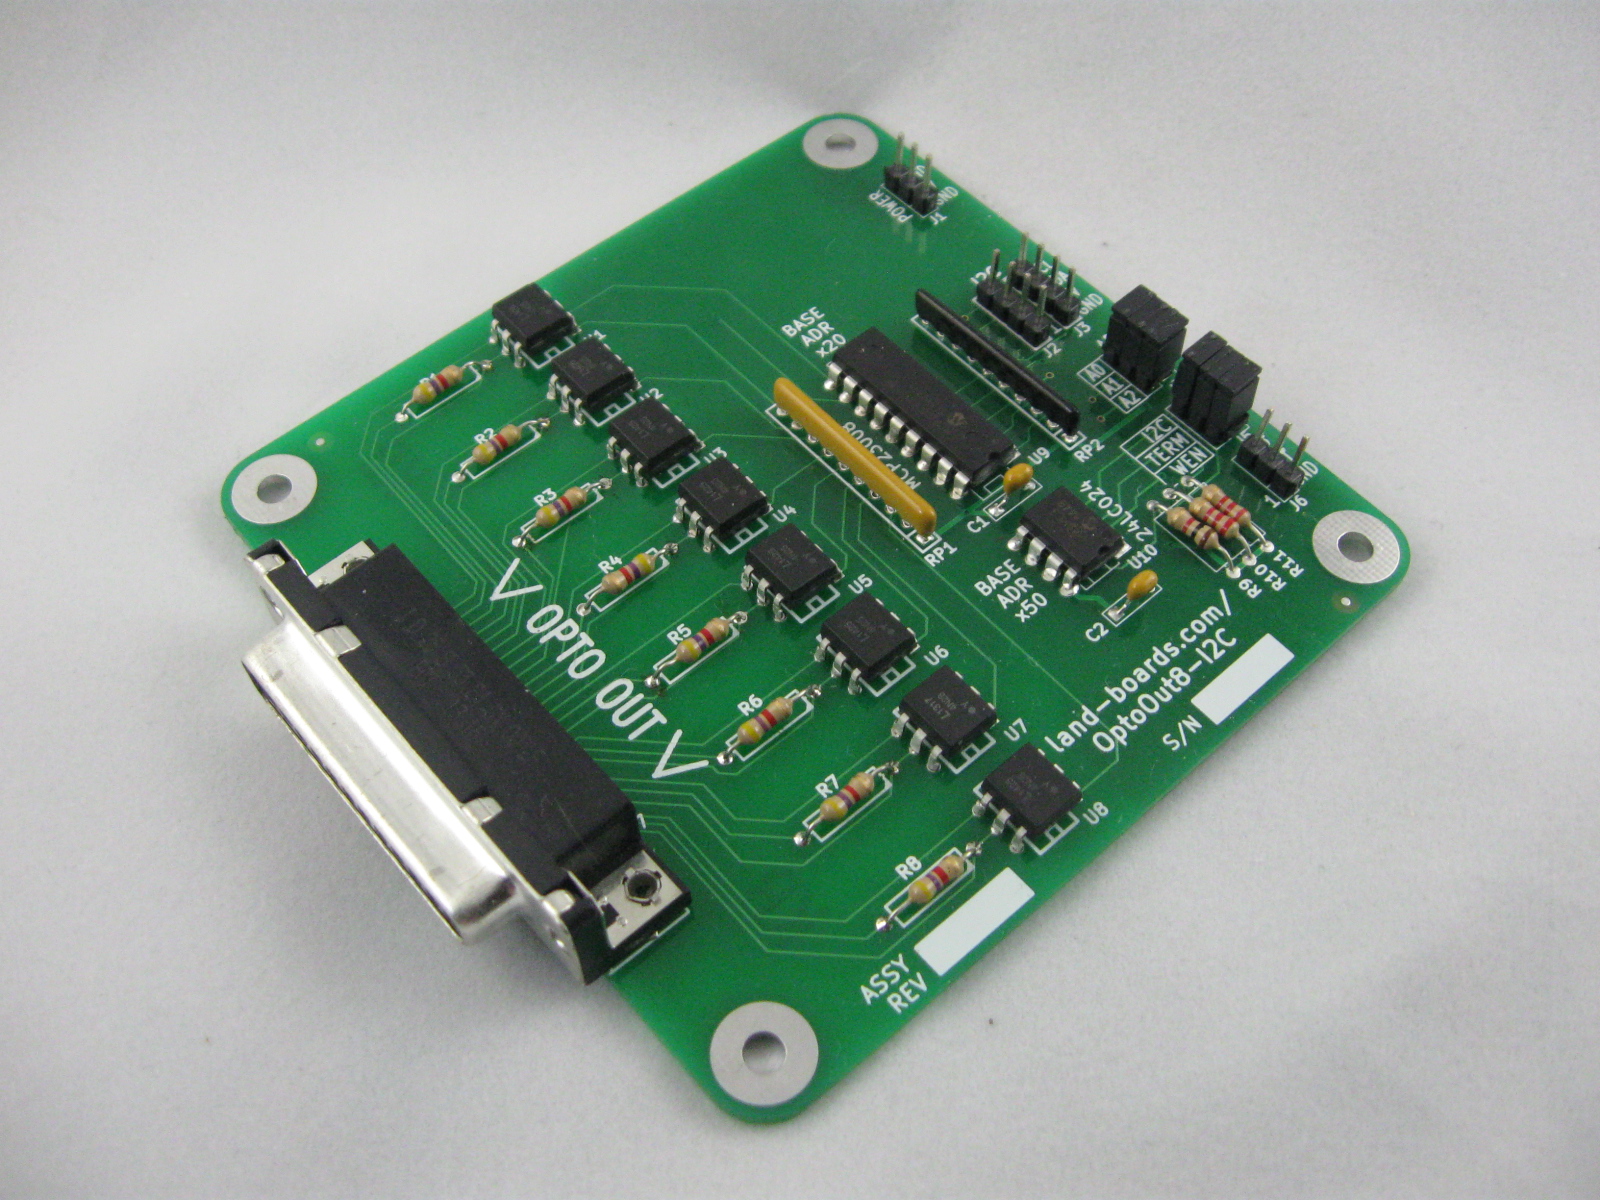 POWER
GND
J1
GND
J3
J2
BASE
ADR
x20
A0
A1
A2
I2C
TERM
WEN
J6
RP2
U9
MCP23008
RP1
C1
24LC024
U10
BASE
ADR
x50
C2
R9
R10
R11
R1
R2
R3
R4
R5
R6
R7
R8
U3
U4
U5
U6
U7
U8
OPTO OUT
land-boards.com/
OptoOut8-I2C
S/N
ASSY
REV